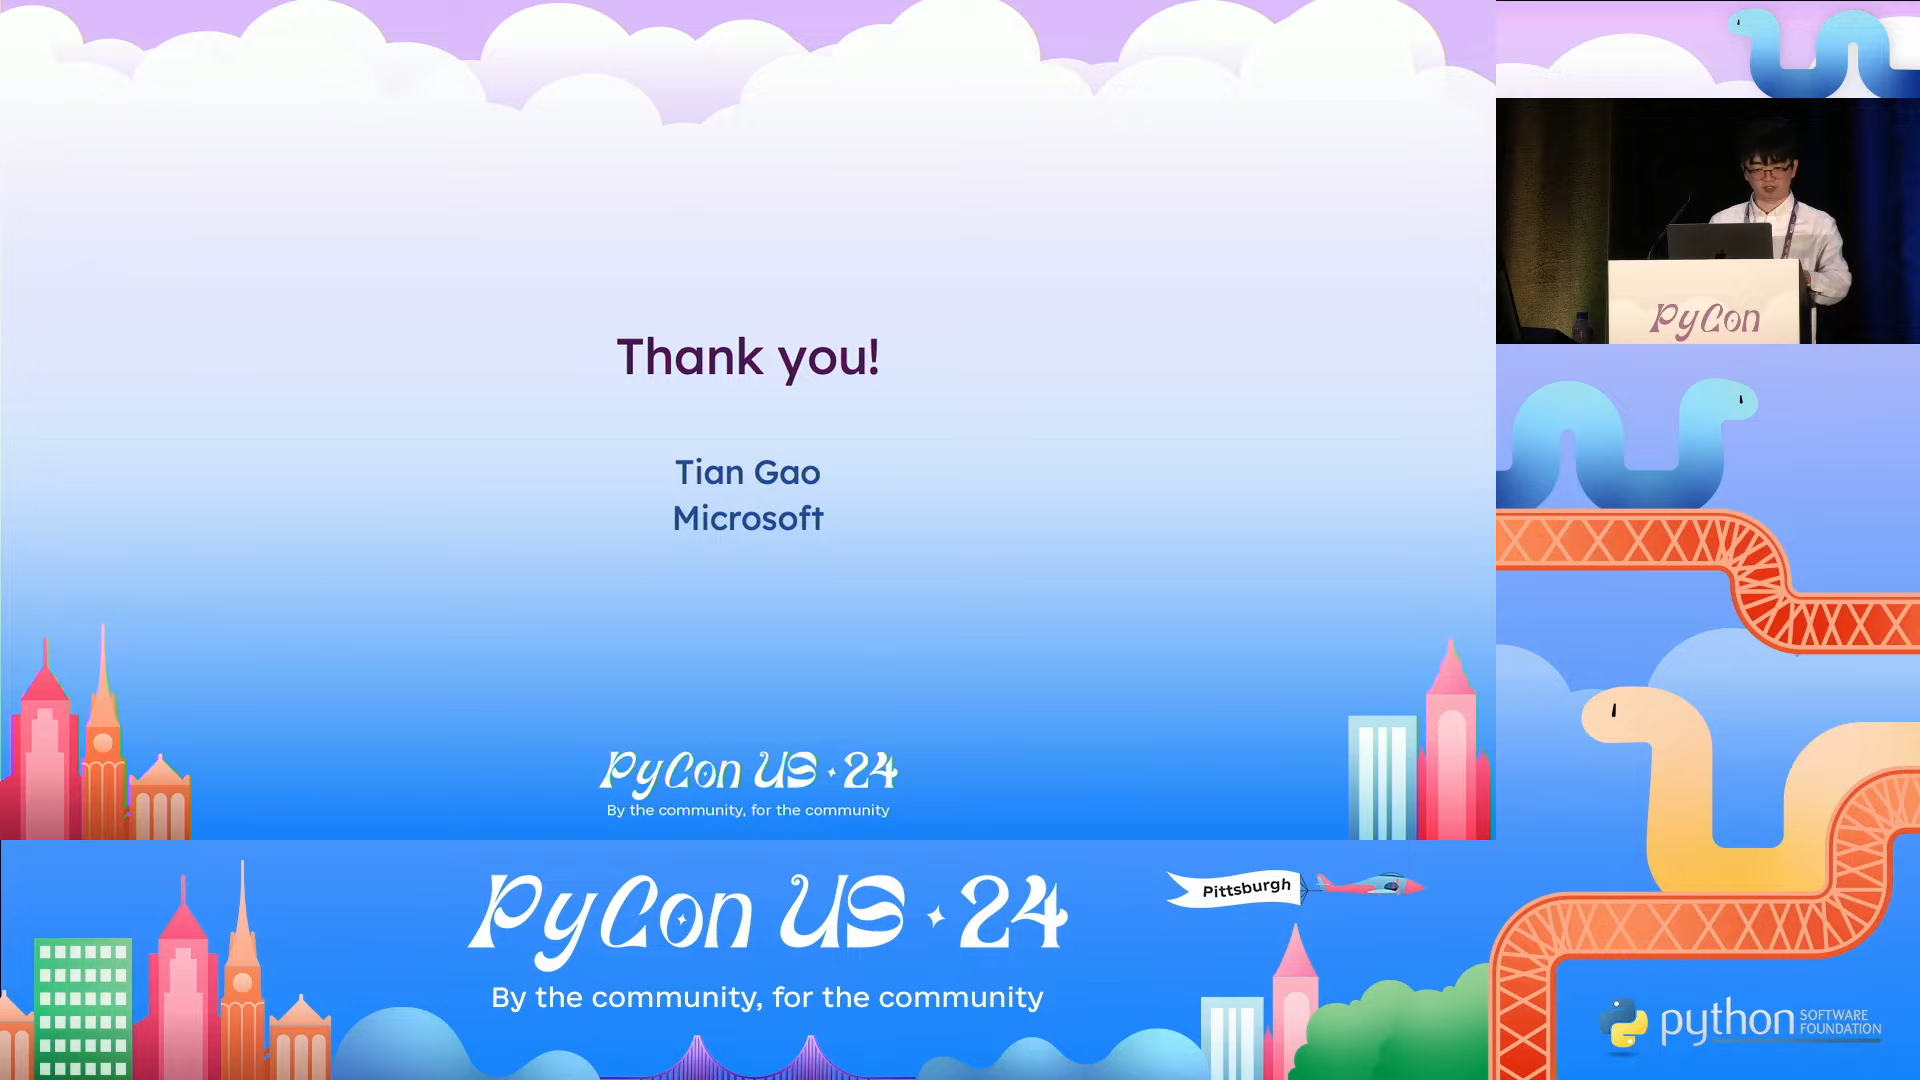 Thank you!
Tian Gao
Microsoft
PyCon US 24
By the community, for the community
PyCon
PyCon US 24
By the community, for the community
Pittsburgh
python SOFTWARE FOUNDATION